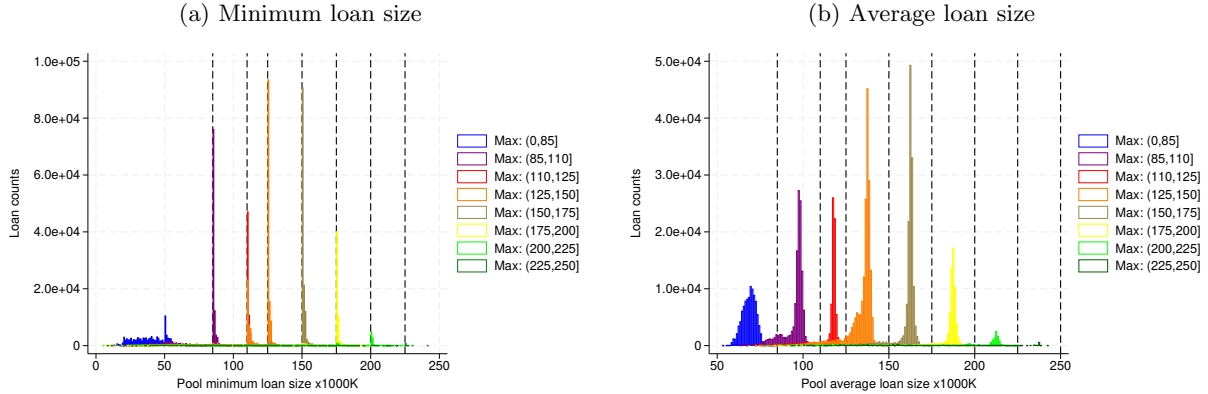 (a) Minimum loan size
1.0e+05
8.0e+04
6.0e+04
4.0e+04
2.0e+04
0
Loan counts
0 50 100 150 200 250
Pool minimum loan size x1000K
Max: (0,85]
Max: (85,110]
Max: (110,125]
Max: (125,150]
Max: (150,175]
Max: (175,200]
Max: (200,225]
Max: (225,250]
(b) Average loan size
5.0e+04
4.0e+04
3.0e+04
2.0e+04
1.0e+04
0
Loan counts
50 100 150 200 250
Pool average loan size x1000K
Max: (0,85]
Max: (85,110]
Max: (110,125]
Max: (125,150]
Max: (150,175]
Max: (175,200]
Max: (200,225]
Max: (225,250]